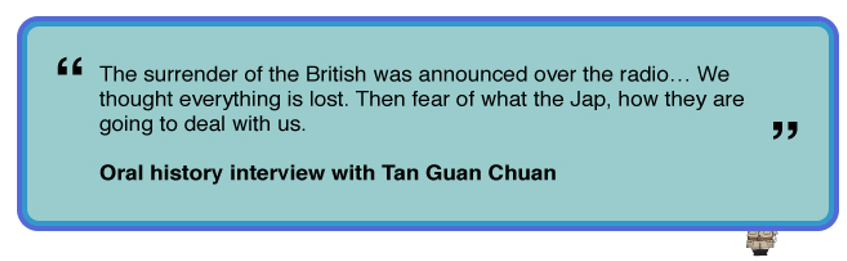 “ The surrender of the British was announced over the radio… We
thought everything is lost. Then fear of what the Jap, how they are
going to deal with us. ”
Oral history interview with Tan Guan Chuan